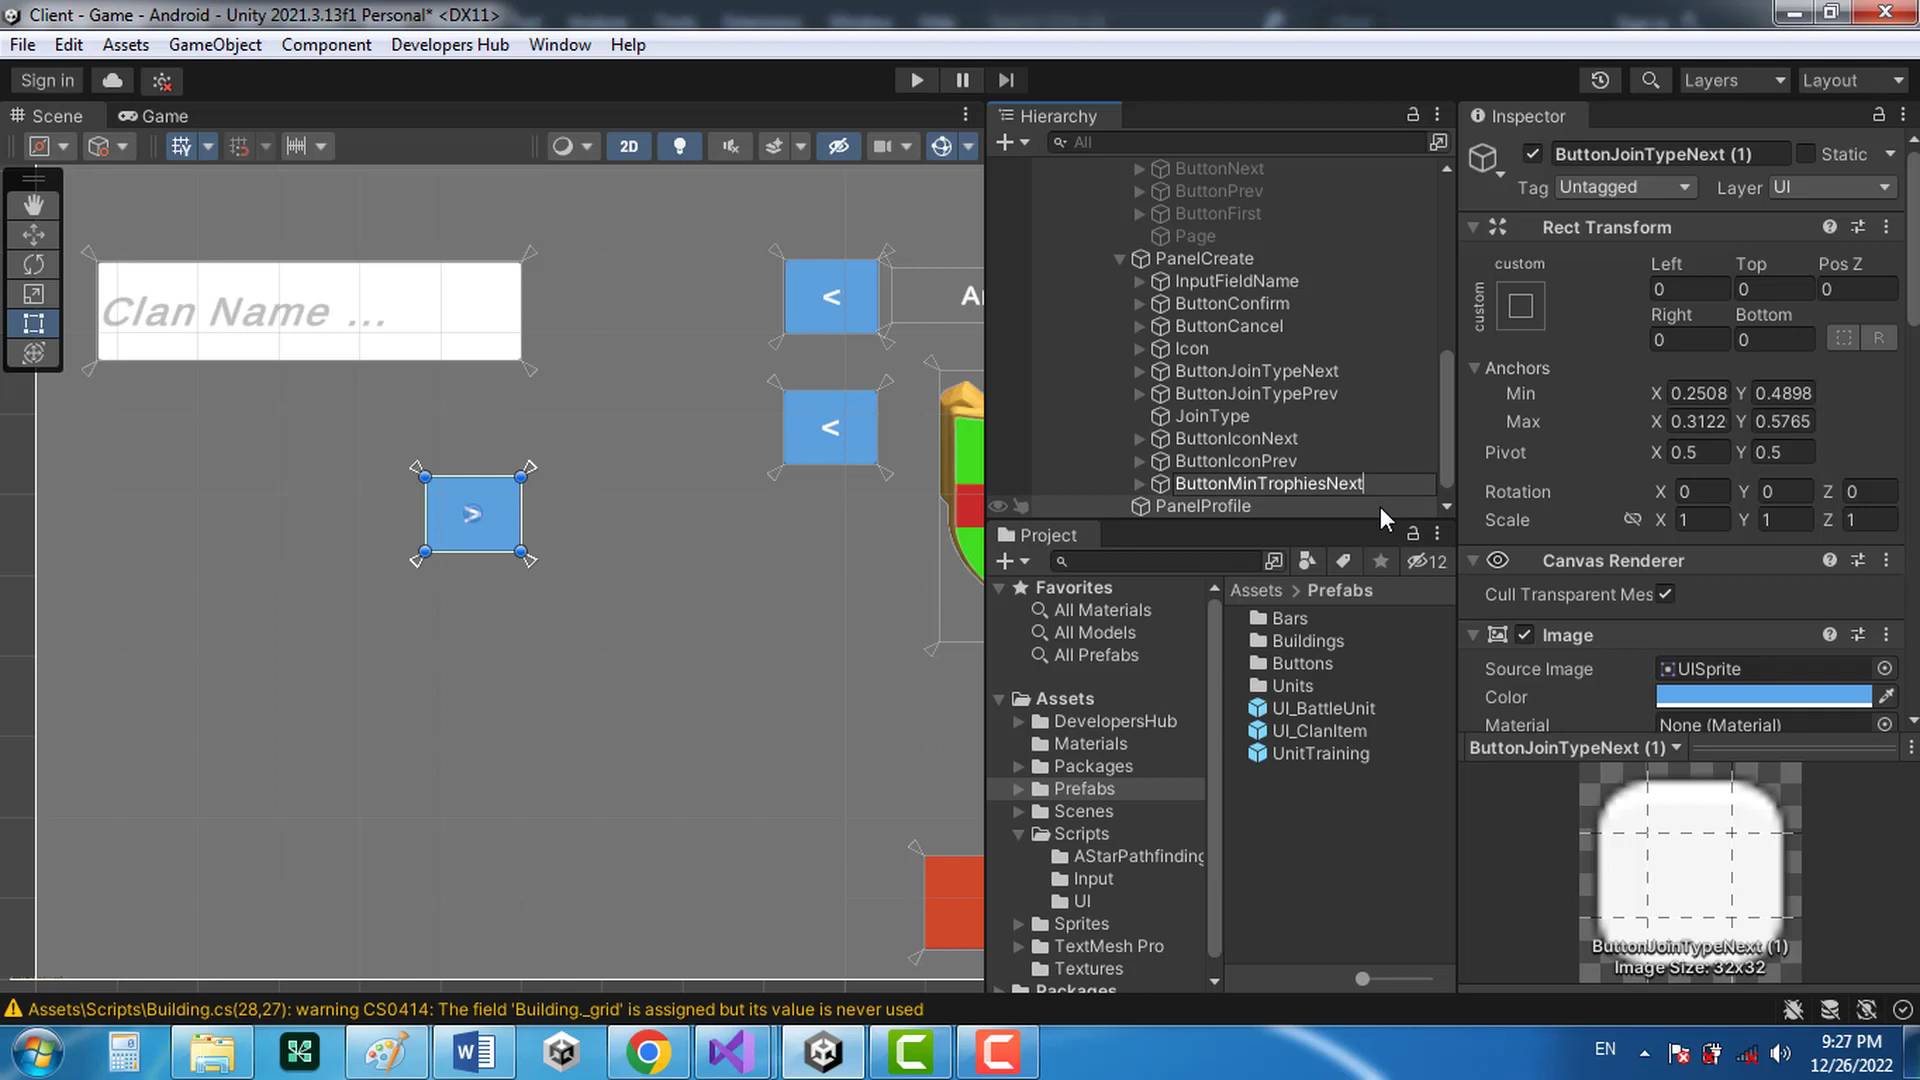 Client - Game - Android - Unity 2021.3.13f1 Personal* <DX11>
File Edit Assets GameObject Component Developers Hub Window Help
Sign in
Layers
Layout
Scene
Game
2D
Clan Name ...
<
<
>
Hierarchy
All
ButtonNext
ButtonPrev
ButtonFirst
Page
PanelCreate
InputFieldName
ButtonConfirm
ButtonCancel
Icon
ButtonJoinTypeNext
ButtonJoinTypePrev
JoinType
ButtonIconNext
ButtonIconPrev
ButtonMinTrophiesNext
PanelProfile
Project
12
Favorites
All Materials
All Models
All Prefabs
Assets
DevelopersHub
Materials
Packages
Prefabs
Scenes
Scripts
AStarPathfinding
Input
UI
Sprites
TextMesh Pro
Textures
Packages
Assets > Prefabs
Bars
Buildings
Buttons
Units
UI_BattleUnit
UI_ClanItem
UnitTraining
Inspector
ButtonJoinTypeNext (1)
Static
Tag Untagged
Layer UI
Rect Transform
custom
custom
Left Top Pos Z
0 0 0
Right Bottom
0 0
R
Anchors
Min X 0.2508 Y 0.4898
Max X 0.3122 Y 0.5765
Pivot X 0.5 Y 0.5
Rotation X 0 Y 0 Z 0
Scale X 1 Y 1 Z 1
Canvas Renderer
Cull Transparent Mes
Image
Source Image UISprite
Color
Material None (Material)
ButtonJoinTypeNext (1)
ButtonJoinTypeNext (1)
Image Size: 32x32
Assets\Scripts\Building.cs(28,27): warning CS0414: The field 'Building._grid' is assigned but its value is never used
EN
9:27 PM
12/26/2022